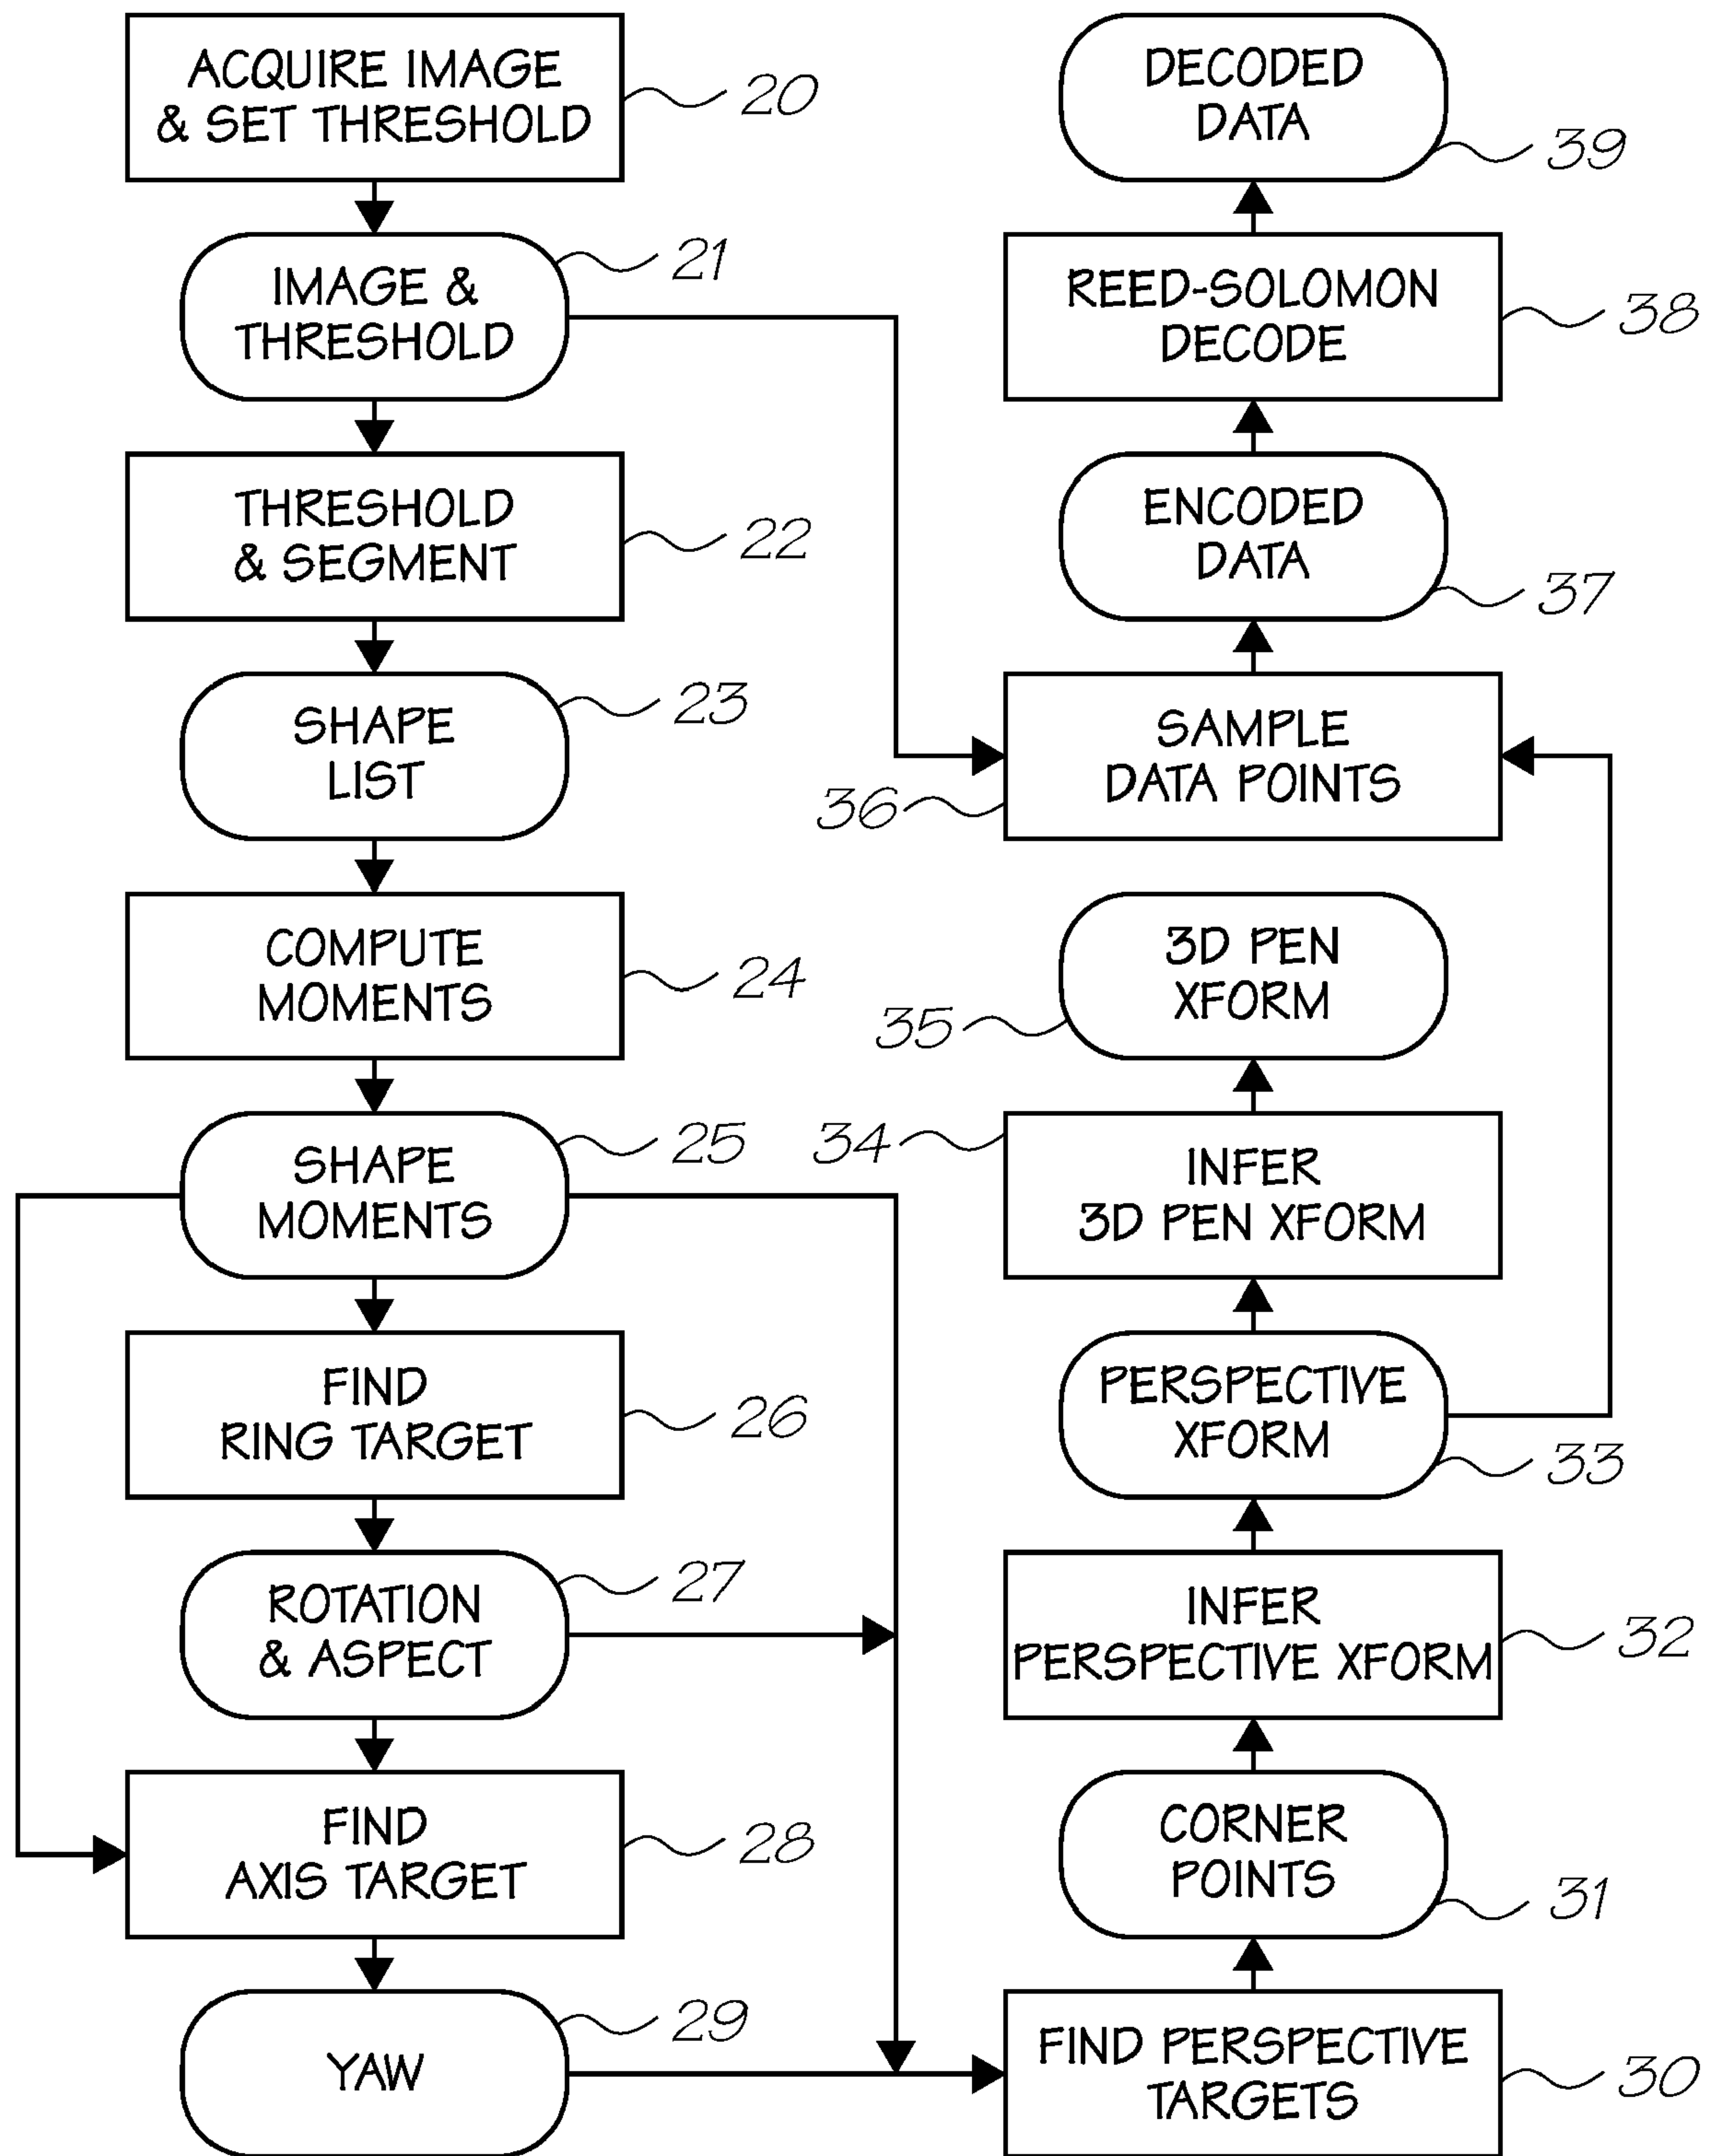 ACQUIRE IMAGE
& SET THRESHOLD
20
IMAGE &
THRESHOLD
21
THRESHOLD
& SEGMENT
22
SHAPE
LIST
23
COMPUTE
MOMENTS
24
SHAPE
MOMENTS
25
FIND
RING TARGET
26
ROTATION
& ASPECT
27
FIND
AXIS TARGET
28
YAW
29
DECODED
DATA
39
REED-SOLOMON
DECODE
38
ENCODED
DATA
37
SAMPLE
DATA POINTS
36
3D PEN
XFORM
35
INFER
3D PEN XFORM
34
PERSPECTIVE
XFORM
33
INFER
PERSPECTIVE XFORM
32
CORNER
POINTS
31
FIND PERSPECTIVE
TARGETS
30